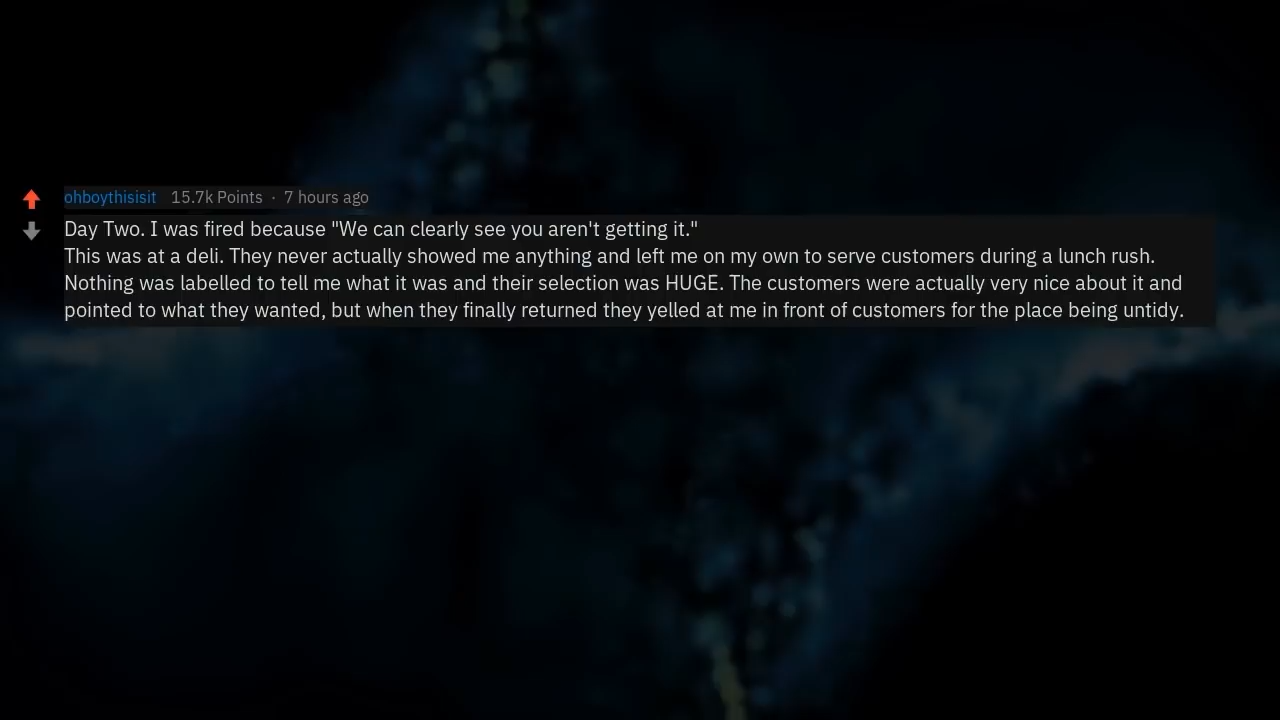 ohboythisisit 15.7k Points · 7 hours ago
Day Two. I was fired because "We can clearly see you aren't getting it."
This was at a deli. They never actually showed me anything and left me on my own to serve customers during a lunch rush.
Nothing was labelled to tell me what it was and their selection was HUGE. The customers were actually very nice about it and
pointed to what they wanted, but when they finally returned they yelled at me in front of customers for the place being untidy.